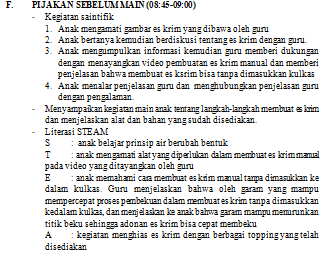 F. PIJAKAN SEBELUM MAIN (08:45-09:00)
- Kegiatan saintifik
1. Anak mengamati gambar es krim yang dibawa oleh guru
2. Anak bertanya kemudian berdiskusi tentang es krim dengan guru.
3. Anak mengumpulkan informasi kemudian guru memberi dukungan
dengan menayangkan video pembuatan es krim manual dan memberi
penjelasan bahwa membuat es ksrim bisa tanpa dimasukkan kulkas
4. Anak menalar penjelasan guru dan menghubungkan penjelasan guru
dengan pengalaman.
- Menyampaikan kegiatan main anak tentang langkah-langkah membuat es krim
dan menjelaskan alat dan bahan yang sudah disediakan.
- Literasi STEAM
S : anak belajar prinsip air berubah bentuk
T : anak mengamati alat yang diperlukan dalam membuat es krim manual
pada video yang ditayangkan oleh guru
E : anak memahami cara membuat es krim manual tanpa dimasukkan ke
dalam kulkas. Guru menjelaskan bahwa oleh garam yang mampu
mempercepat proses pembekuan dalam membuat es krim tanpa dimasukkan
kedalam kulkas, dan menjelaskan ke anak bahwa garam mampu menurunkan
titik beku sehingga adonan es krim bisa cepat membeku
A : kegiatan menghias es krim dengan berbagai topping yang telah
disediakan